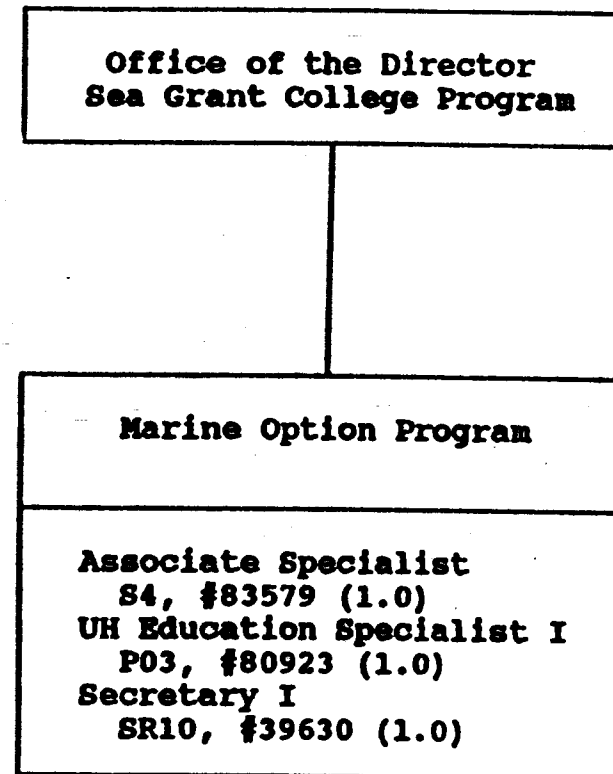 Office of the Director
Sea Grant College Program
Marine Option Program
Associate Specialist
S4, #83579 (1.0)
UH Education Specialist I
P03, #80923 (1.0)
Secretary I
SR10, #39630 (1.0)